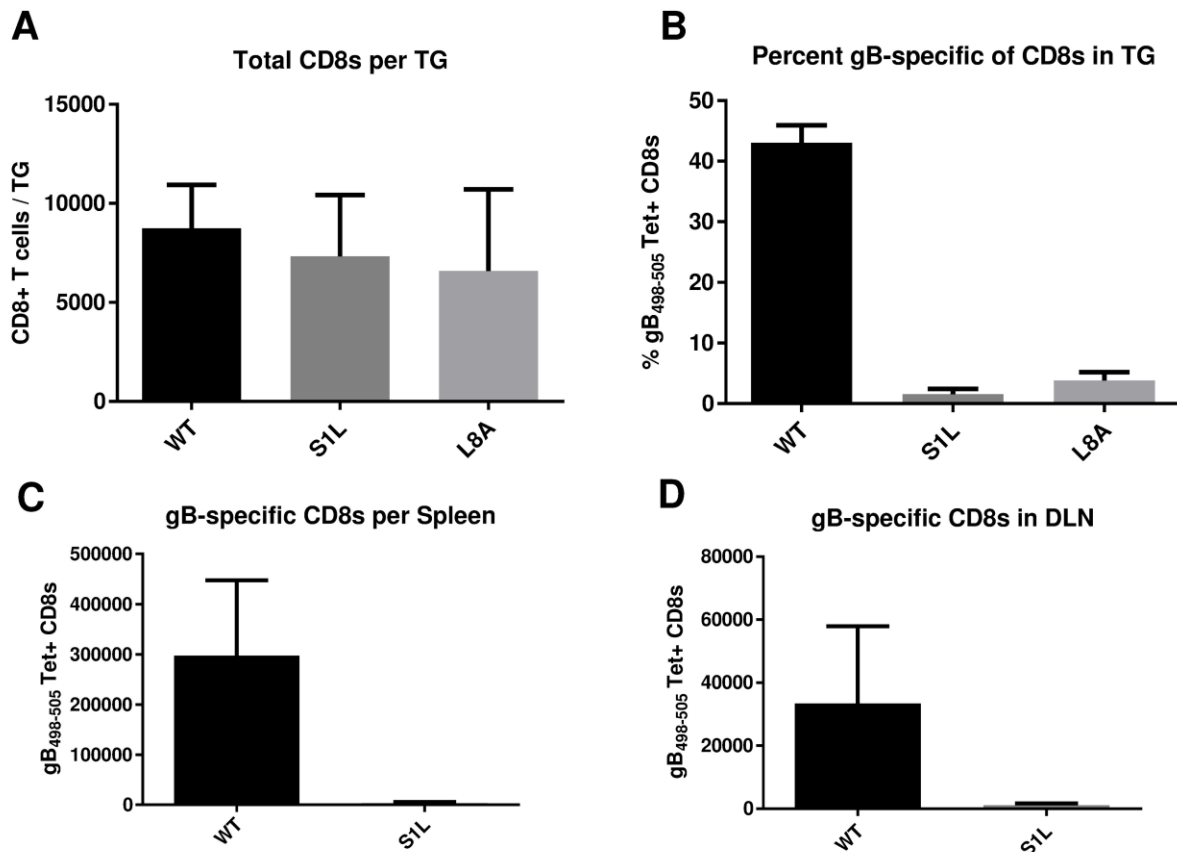 A
Total CD8s per TG
CD8+ T cells / TG
15000
10000
5000
0
WT
S1L
L8A
B
Percent gB-specific of CD8s in TG
% gB498-505 Tet+ CD8s
50
40
30
20
10
0
WT
S1L
L8A
C
gB-specific CD8s per Spleen
gB498-505 Tet+ CD8s
500000
400000
300000
200000
100000
0
WT
S1L
D
gB-specific CD8s in DLN
gB498-505 Tet+ CD8s
80000
60000
40000
20000
0
WT
S1L